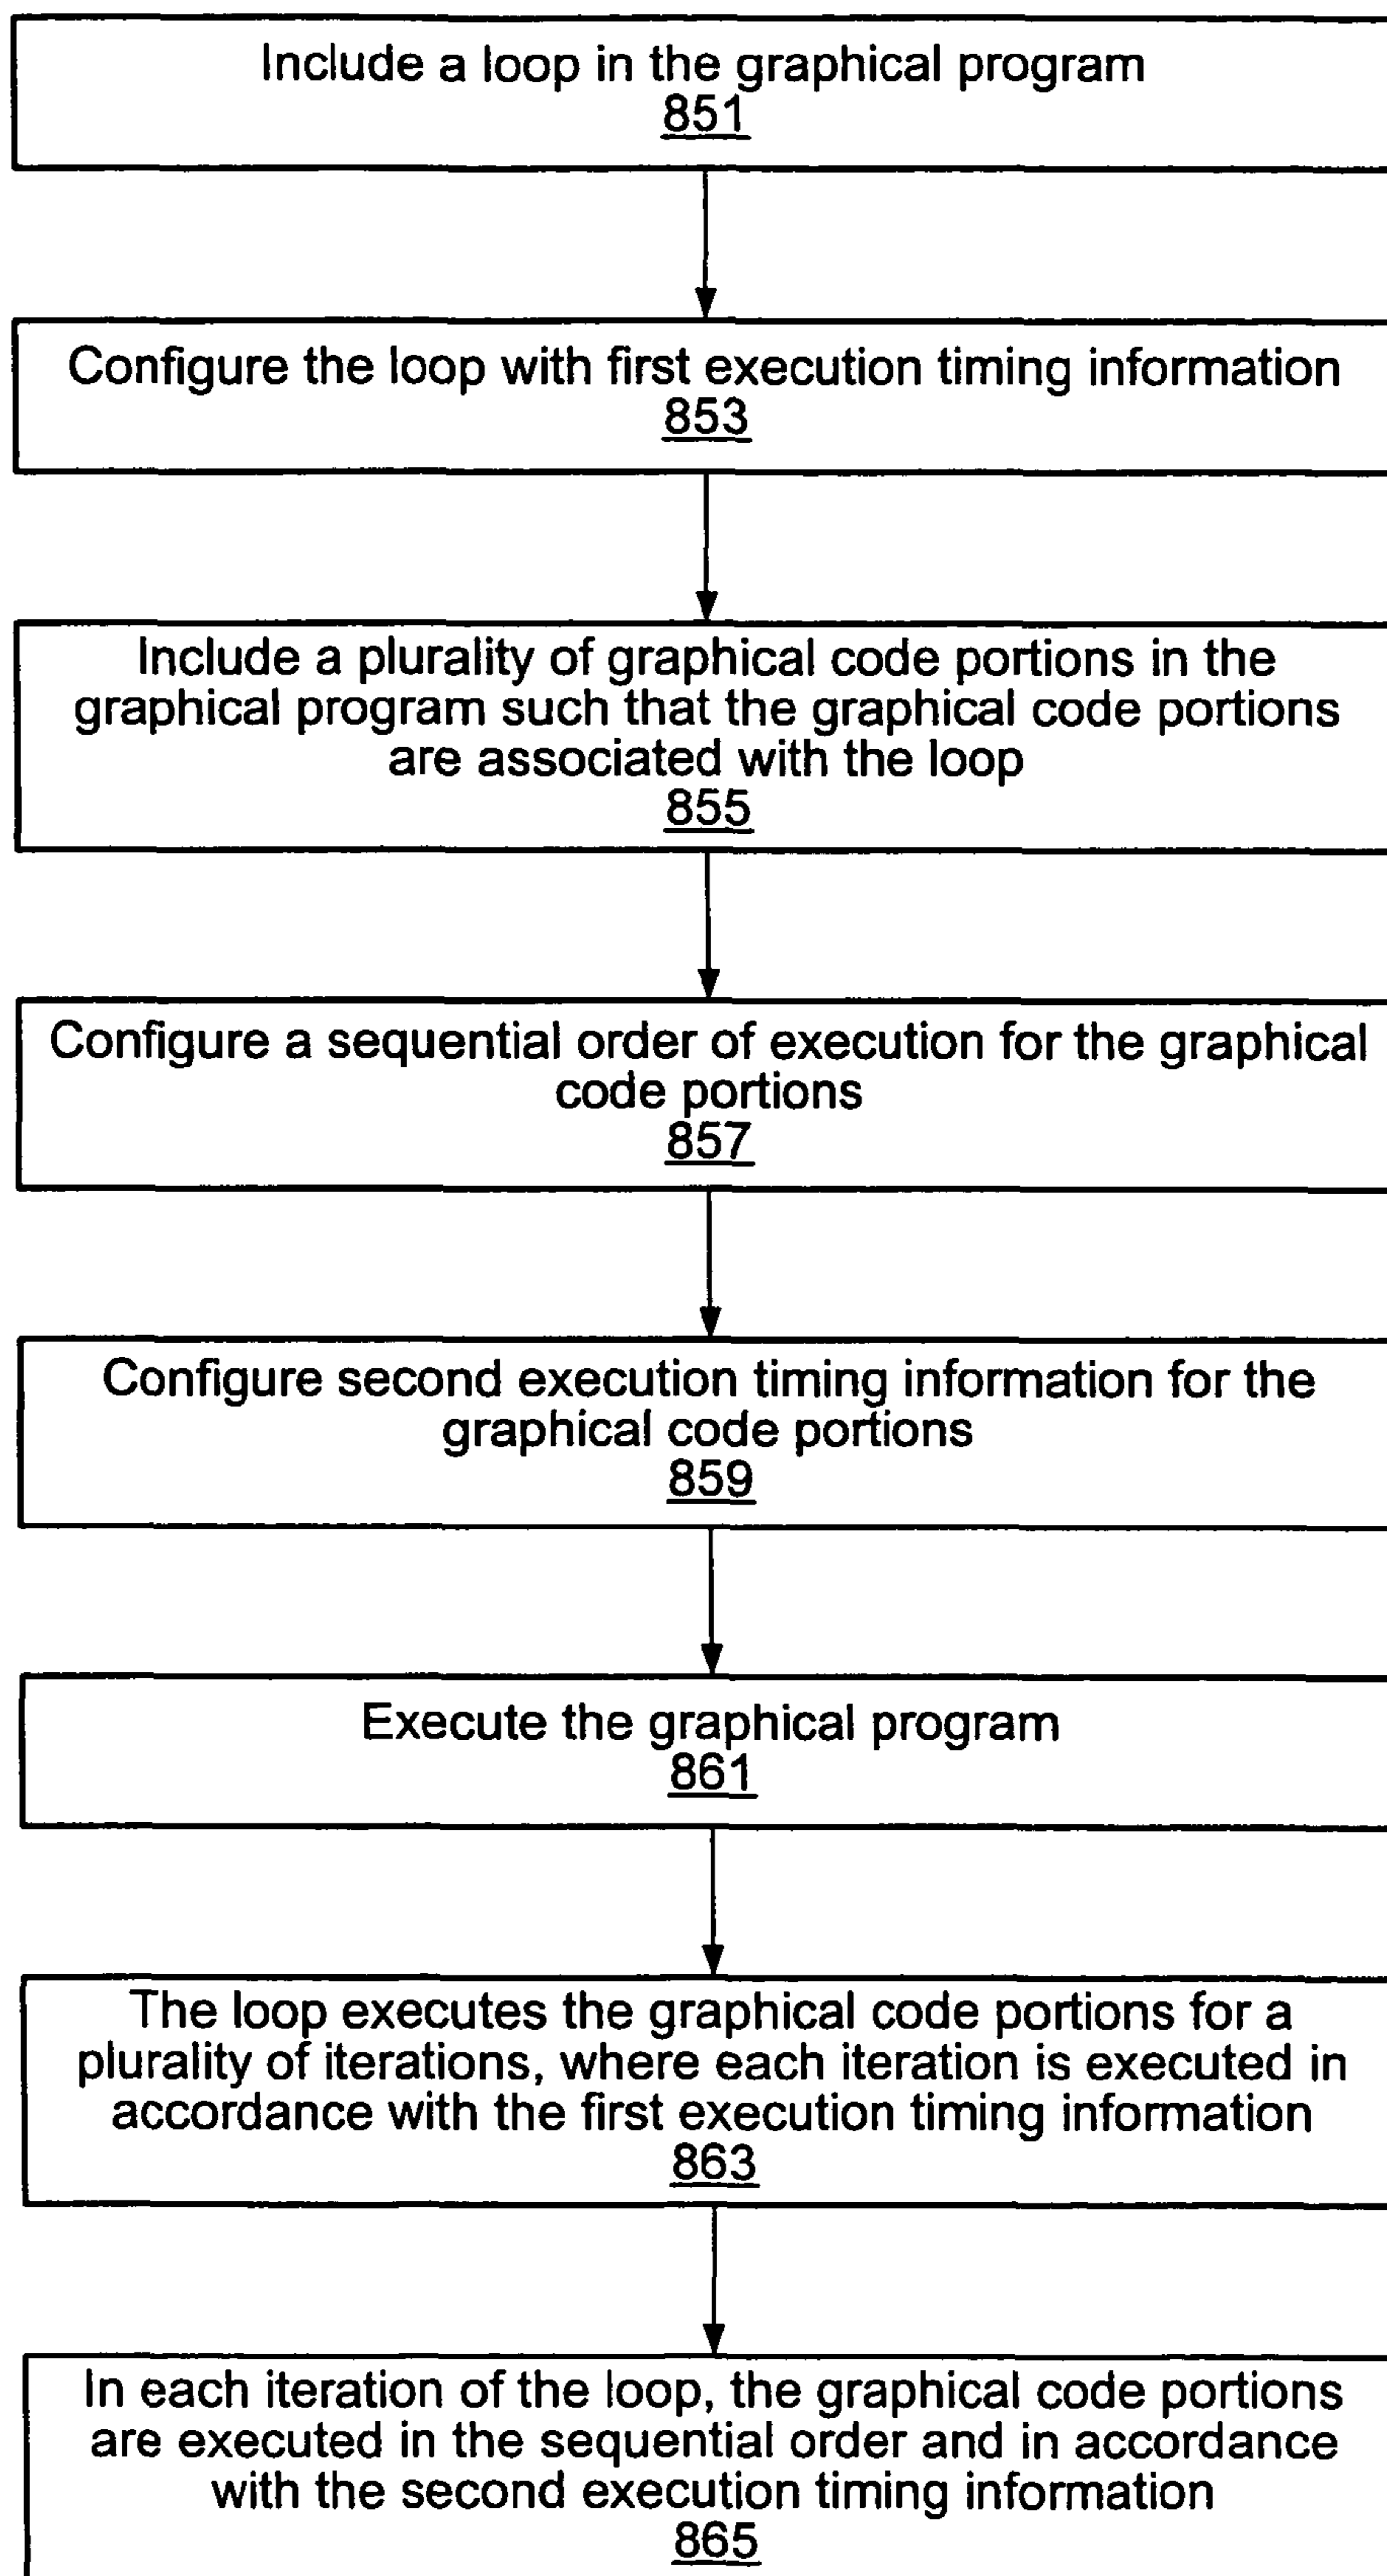 Include a loop in the graphical program
851
Configure the loop with first execution timing information
853
Include a plurality of graphical code portions in the
graphical program such that the graphical code portions
are associated with the loop
855
Configure a sequential order of execution for the graphical
code portions
857
Configure second execution timing information for the
graphical code portions
859
Execute the graphical program
861
The loop executes the graphical code portions for a
plurality of iterations, where each iteration is executed in
accordance with the first execution timing information
863
In each iteration of the loop, the graphical code portions
are executed in the sequential order and in accordance
with the second execution timing information
865